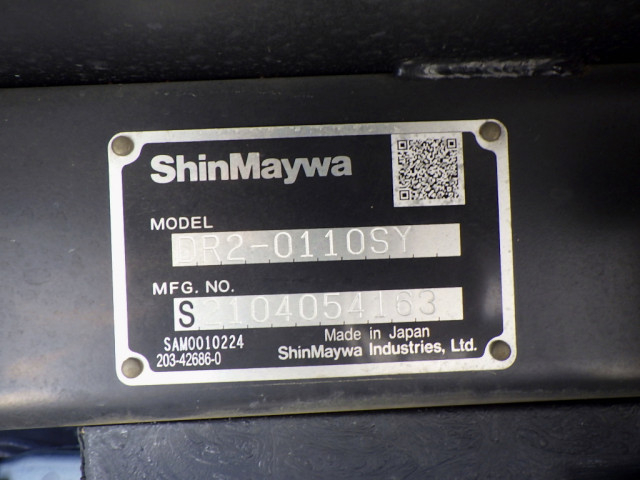 ShinMaywa
MODEL
DR2-0110SY
MFG. NO.
S2104054163
SAM0010224
203-42686-0
Made in Japan
ShinMaywa Industries, Ltd.